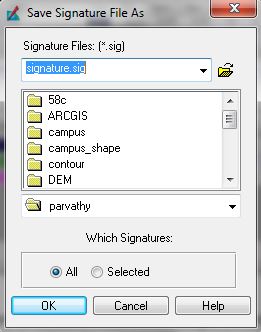 Save Signature File As
Signature Files: (*.sig)
signature.sig
58c
ARCGIS
campus
campus_shape
contour
DEM
parvathy
Which Signatures:
All Selected
OK Cancel Help